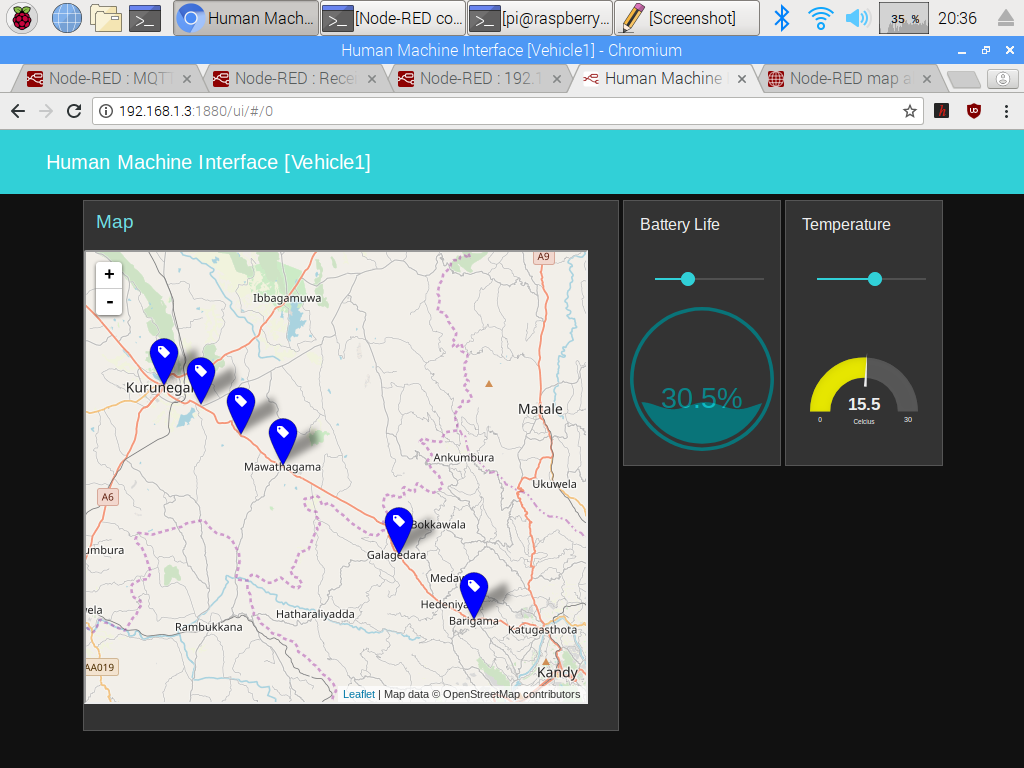 Human Mach...
[Node-RED co...
[pi@raspberry...
[Screenshot]
35 %
20:36
Human Machine Interface [Vehicle1] - Chromium
Node-RED : MQTT
Node-RED : Recei
Node-RED : 192.1
Human Machine
Node-RED map a
192.168.1.3:1880/ui/#/0
Human Machine Interface [Vehicle1]
Map
Battery Life
Temperature
+
-
A9
Ibbagamuwa
Kurunega
Matale
Mawathagama
Ankumbura
Ukuwela
A6
Bokkawala
umbura
Galagedara
Medaw
Hedeniya
Barigama
wela
Hatharaliyadda
Rambukkana
Katugasthota
AA019
Kandy
Leaflet | Map data © OpenStreetMap contributors
30.5%
15.5
0
Celcius
30